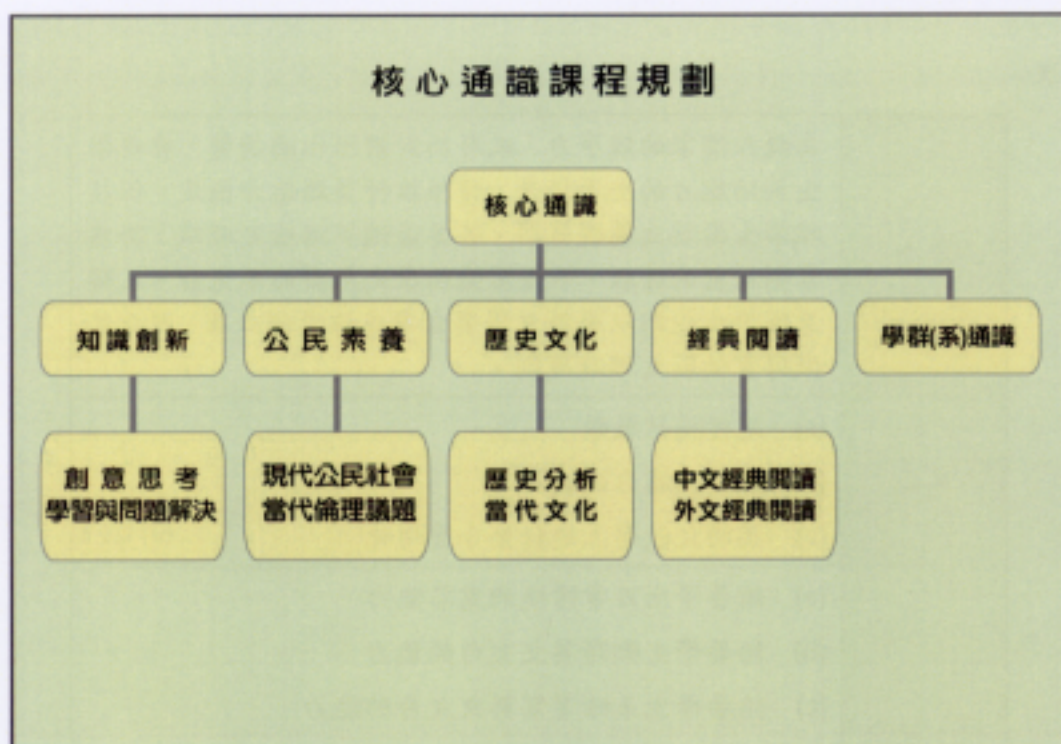 核心通識課程規劃
核心通識
知識創新
公民素養
歷史文化
經典閱讀
學群(系)通識
創意思考
學習與問題解決
現代公民社會
當代倫理議題
歷史分析
當代文化
中文經典閱讀
外文經典閱讀